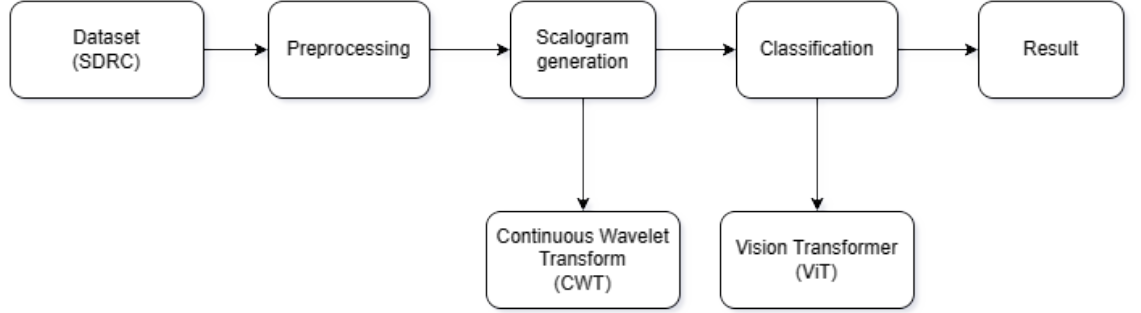 Dataset
(SDRC)
Preprocessing
Scalogram
generation
Classification
Result
Continuous Wavelet
Transform
(CWT)
Vision Transformer
(ViT)